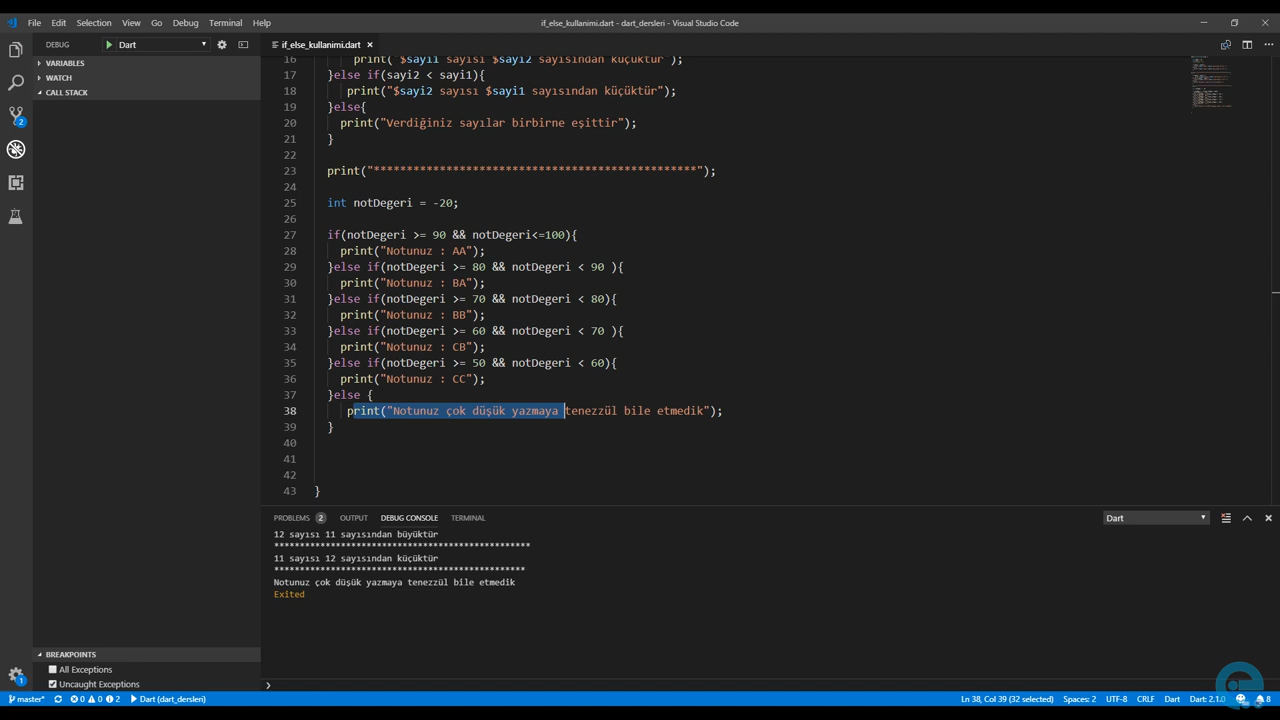 File Edit Selection View Go Debug Terminal Help
if_else_kullanimi.dart - dart_dersleri - Visual Studio Code
DEBUG Dart
if_else_kullanimi.dart
VARIABLES
WATCH
CALL STACK
16 print("$sayi1 sayısı $sayi2 sayısından küçüktür");
17 }else if(sayi2 < sayi1){
18 print("$sayi2 sayısı $sayi1 sayısından küçüktür");
19 }else{
20 print("Verdiğiniz sayılar birbirne eşittir");
21 }
22
23 print("*************************************************");
24
25 int notDegeri = -20;
26
27 if(notDegeri >= 90 && notDegeri<=100){
28 print("Notunuz : AA");
29 }else if(notDegeri >= 80 && notDegeri < 90 ){
30 print("Notunuz : BA");
31 }else if(notDegeri >= 70 && notDegeri < 80){
32 print("Notunuz : BB");
33 }else if(notDegeri >= 60 && notDegeri < 70 ){
34 print("Notunuz : CB");
35 }else if(notDegeri >= 50 && notDegeri < 60){
36 print("Notunuz : CC");
37 }else {
38 print("Notunuz çok düşük yazmaya tenezzül bile etmedik");
39 }
40
41
42
43 }
PROBLEMS 2 OUTPUT DEBUG CONSOLE TERMINAL
Dart
12 sayısı 11 sayısından büyüktür
**************************************************
11 sayısı 12 sayısından küçüktür
*************************************************
Notunuz çok düşük yazmaya tenezzül bile etmedik
Exited
BREAKPOINTS
All Exceptions
Uncaught Exceptions
2
1
master* 0 0 2 Dart (dart_dersleri)
Ln 38, Col 39 (32 selected) Spaces: 2 UTF-8 CRLF Dart Dart: 2.1.0 8